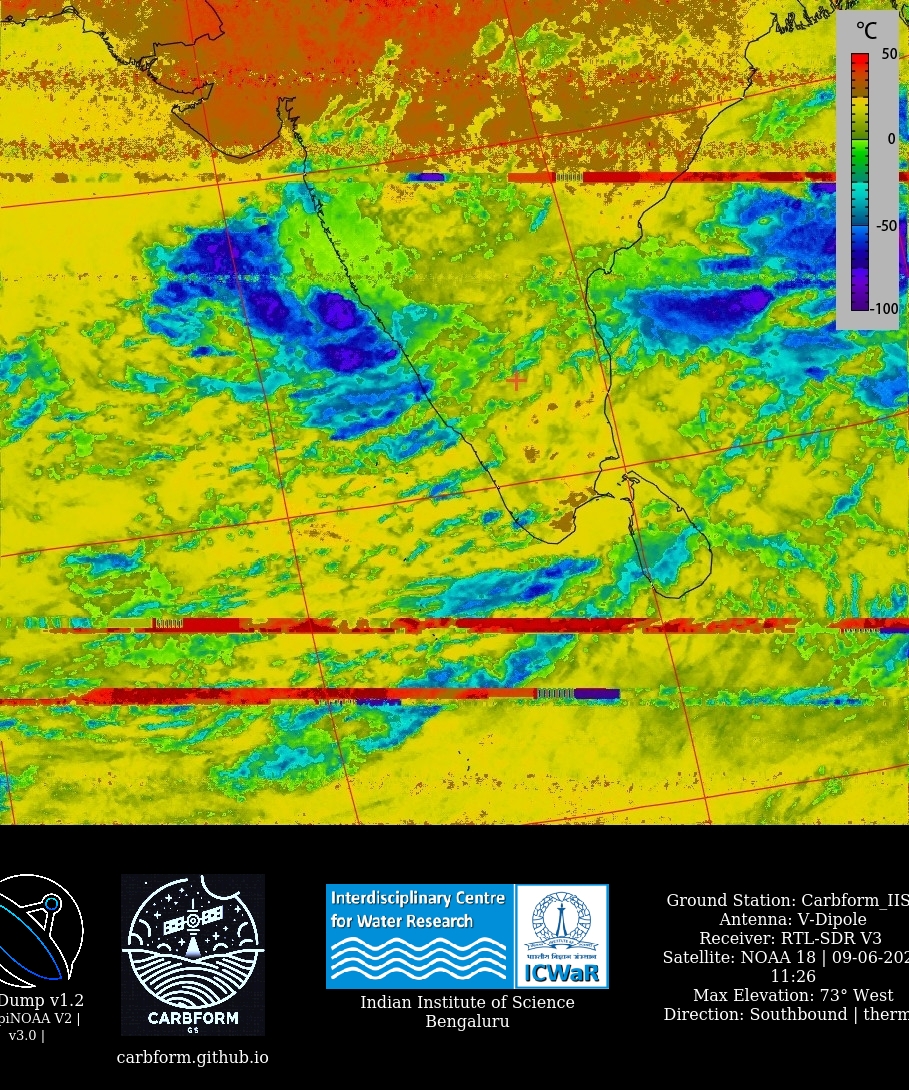 °C
50
0
-50
-100
Interdisciplinary Centre
for Water Research
भारतीय विज्ञान संस्थान
ICWaR
Indian Institute of Science
Bengaluru
CARBFORM
GS
carbform.github.io
Dump v1.2
piNOAA V2 |
v3.0 |
Ground Station: Carbform_IIS
Antenna: V-Dipole
Receiver: RTL-SDR V3
Satellite: NOAA 18 | 09-06-202
11:26
Max Elevation: 73° West
Direction: Southbound | therm